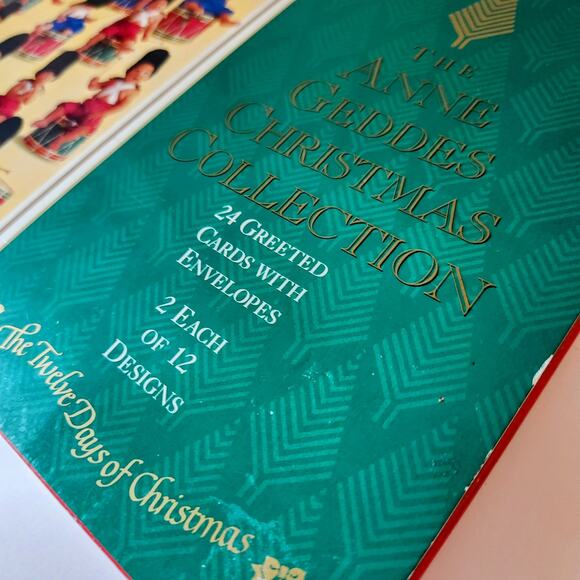 THE
ANNE
GEDDES
CHRISTMAS
COLLECTION
24 GREETED
CARDS WITH
ENVELOPES
2 EACH
OF 12
DESIGNS
The Twelve Days of Christmas